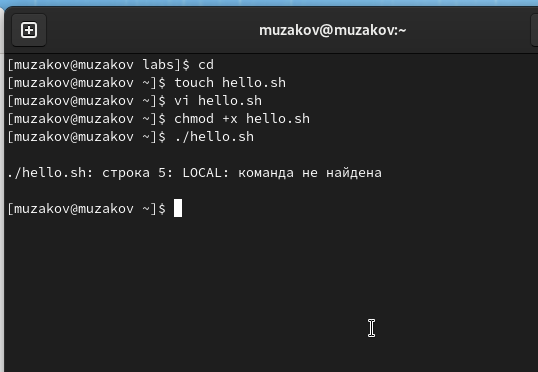 muzakov@muzakov:~
[muzakov@muzakov labs]$ cd
[muzakov@muzakov ~]$ touch hello.sh
[muzakov@muzakov ~]$ vi hello.sh
[muzakov@muzakov ~]$ chmod +x hello.sh
[muzakov@muzakov ~]$ ./hello.sh
./hello.sh: строка 5: LOCAL: команда не найдена
[muzakov@muzakov ~]$